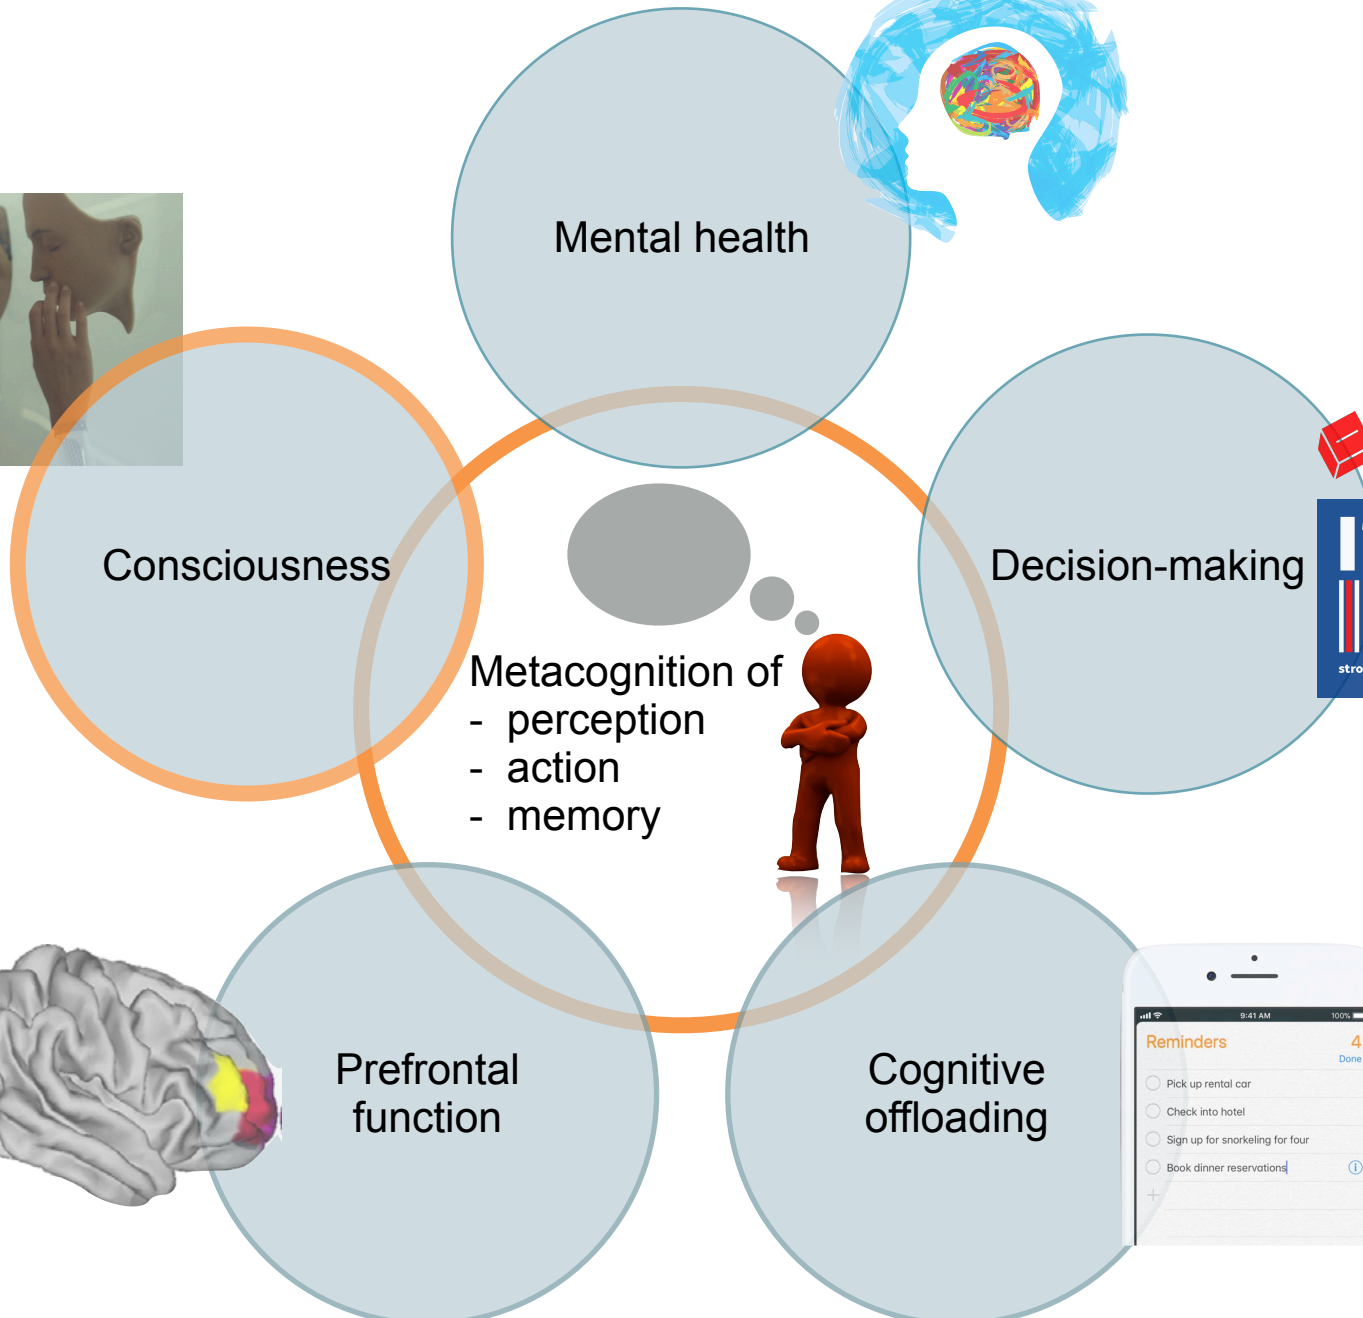 Mental health
Consciousness
Decision-making
stro
Metacognition of
- perception
- action
- memory
Prefrontal
function
Cognitive
offloading
9:41 AM
100%
Reminders
4
Done
Pick up rental car
Check into hotel
Sign up for snorkeling for four
Book dinner reservations